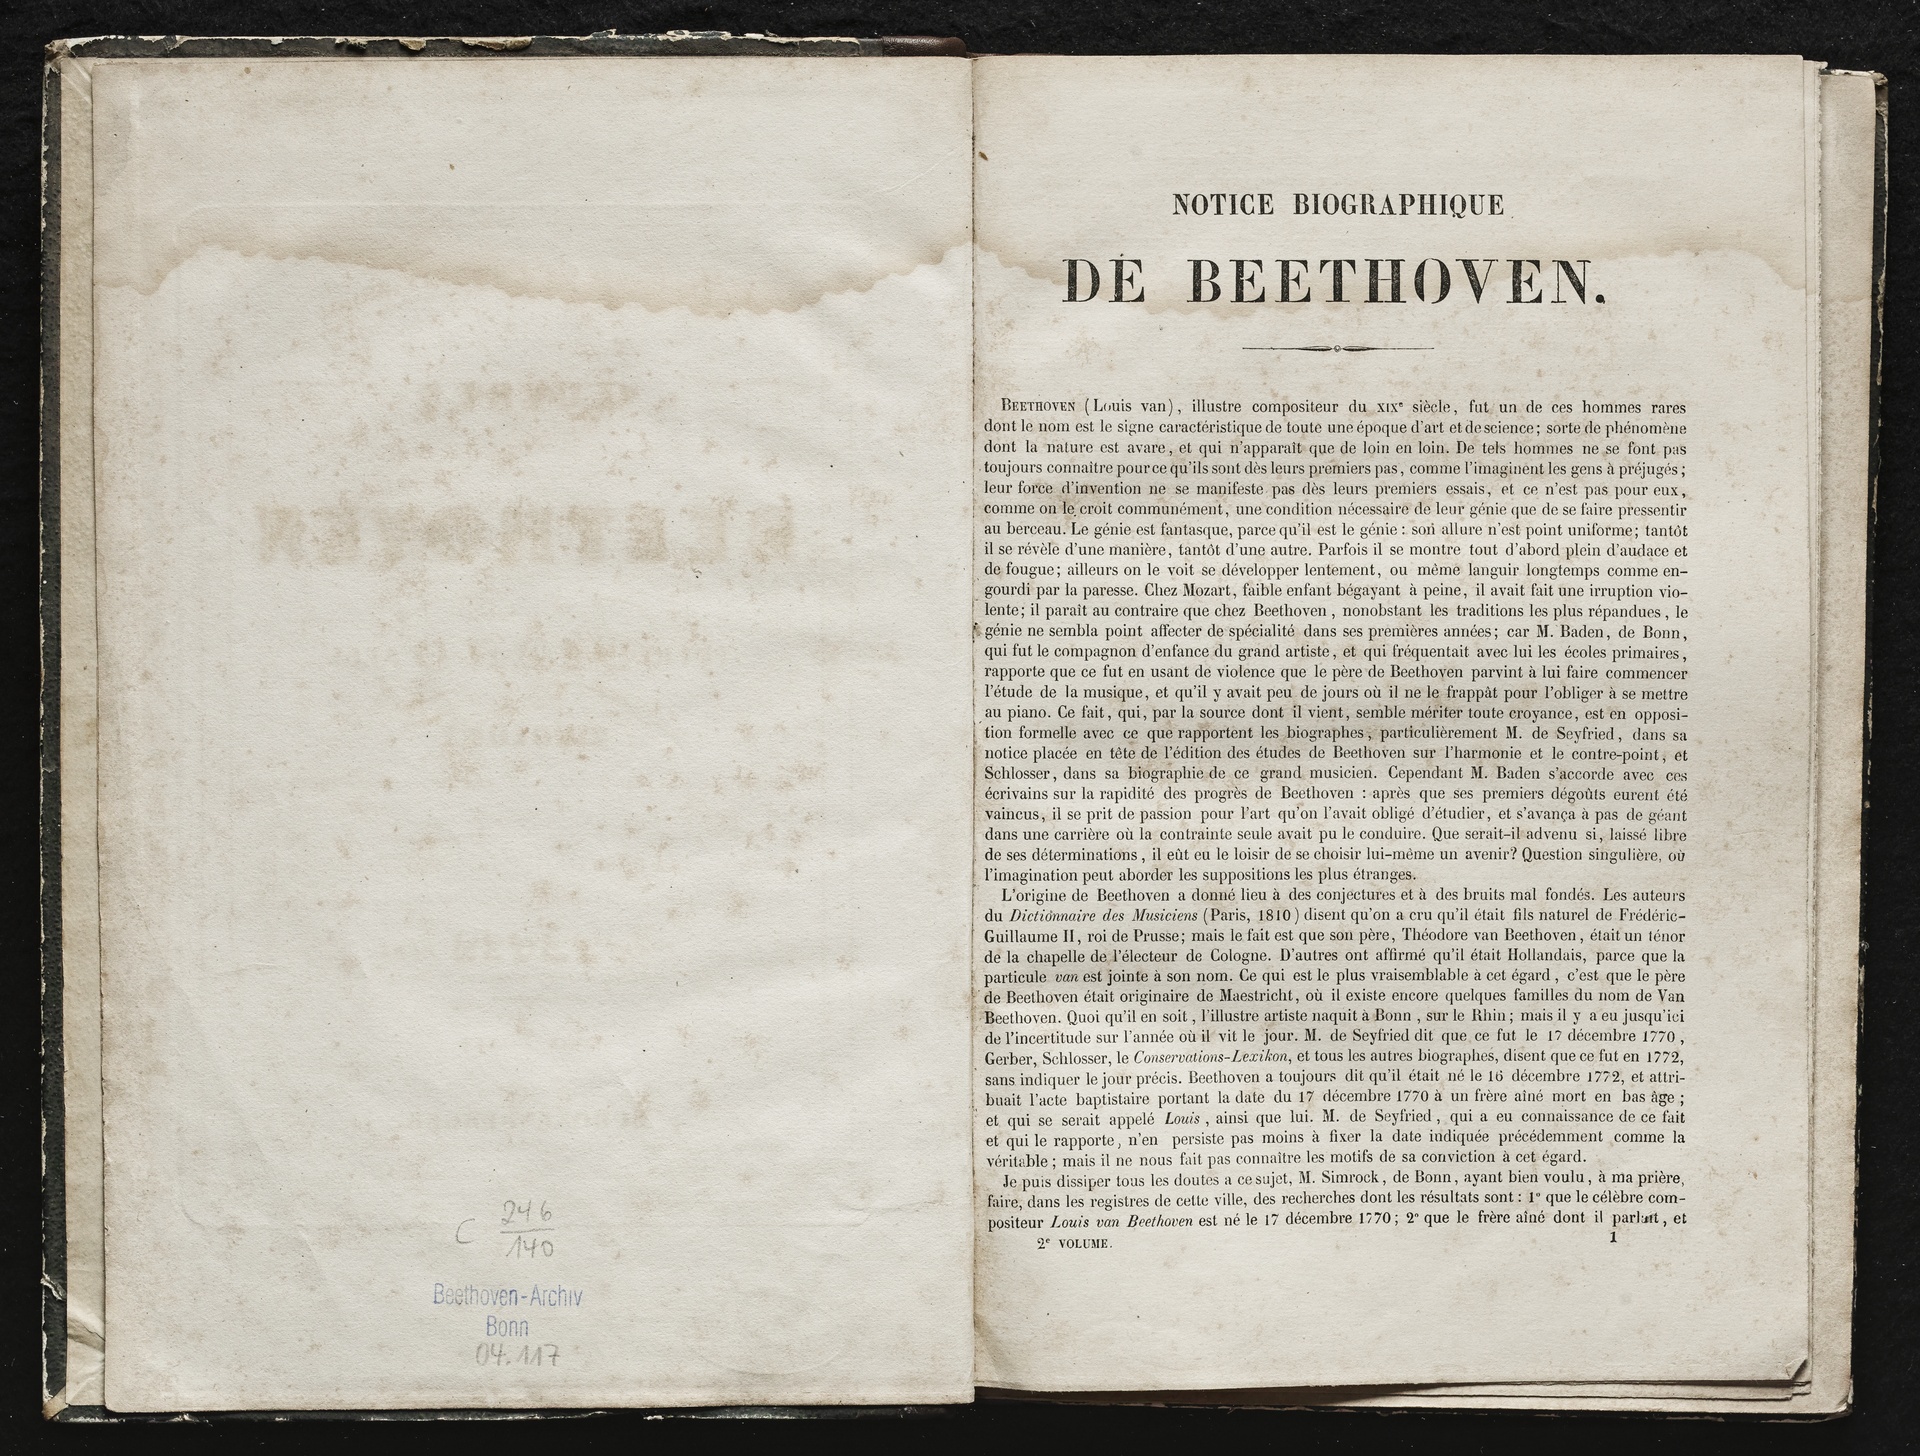 C 246
140
Beethoven-Archiv
Bonn
04.117
NOTICE BIOGRAPHIQUE
DE BEETHOVEN.
BEETHOVEN (Louis van), illustre compositeur du XIXe siècle, fut un de ces hommes rares
dont le nom est le signe caractéristique de toute une époque d'art et de science; sorte de phénomène
dont la nature est avare, et qui n'apparaît que de loin en loin. De tels hommes ne se font pas
toujours connaître pour ce qu'ils sont dès leurs premiers pas, comme l'imaginent les gens à préjugés;
leur force d'invention ne se manifeste pas dès leurs premiers essais, et ce n'est pas pour eux,
comme on le croit communément, une condition nécessaire de leur génie que de se faire pressentir
au berceau. Le génie est fantasque, parce qu'il est le génie : son allure n'est point uniforme; tantôt
il se révèle d'une manière, tantôt d'une autre. Parfois il se montre tout d'abord plein d'audace et
de fougue; ailleurs on le voit se développer lentement, ou même languir longtemps comme en-
gourdi par la paresse. Chez Mozart, faible enfant bégayant à peine, il avait fait une irruption vio-
lente; il paraît au contraire que chez Beethoven, nonobstant les traditions les plus répandues, le
génie ne sembla point affecter de spécialité dans ses premières années; car M. Baden, de Bonn,
qui fut le compagnon d'enfance du grand artiste, et qui fréquentait avec lui les écoles primaires,
rapporte que ce fut en usant de violence que le père de Beethoven parvint à lui faire commencer
l'étude de la musique, et qu'il y avait peu de jours où il ne le frappât pour l'obliger à se mettre
au piano. Ce fait, qui, par la source dont il vient, semble mériter toute croyance, est en opposi-
tion formelle avec ce que rapportent les biographes, particulièrement M. de Seyfried, dans sa
notice placée en tête de l'édition des études de Beethoven sur l'harmonie et le contre-point, et
Schlosser, dans sa biographie de ce grand musicien. Cependant M. Baden s'accorde avec ces
écrivains sur la rapidité des progrès de Beethoven : après que ses premiers dégoûts eurent été
vaincus, il se prit de passion pour l'art qu'on l'avait obligé d'étudier, et s'avança à pas de géant
dans une carrière où la contrainte seule avait pu le conduire. Que serait-il advenu si, laissé libre
de ses déterminations, il eût eu le loisir de se choisir lui-même un avenir? Question singulière, où
l'imagination peut aborder les suppositions les plus étranges.
L'origine de Beethoven a donné lieu à des conjectures et à des bruits mal fondés. Les auteurs
du Dictionnaire des Musiciens (Paris, 1810) disent qu'on a cru qu'il était fils naturel de Frédéric-
Guillaume II, roi de Prusse; mais le fait est que son père, Théodore van Beethoven, était un ténor
de la chapelle de l'électeur de Cologne. D'autres ont affirmé qu'il était Hollandais, parce que la
particule van est jointe à son nom. Ce qui est le plus vraisemblable à cet égard, c'est que le père
de Beethoven était originaire de Maestricht, où il existe encore quelques familles du nom de Van
Beethoven. Quoi qu'il en soit, l'illustre artiste naquit à Bonn, sur le Rhin; mais il y a eu jusqu'ici
de l'incertitude sur l'année où il vit le jour. M. de Seyfried dit que ce fut le 17 décembre 1770,
Gerber, Schlosser, le Conservations-Lexikon, et tous les autres biographes, disent que ce fut en 1772,
sans indiquer le jour précis. Beethoven a toujours dit qu'il était né le 16 décembre 1772, et attri-
buait l'acte baptistaire portant la date du 17 décembre 1770 à un frère aîné mort en bas âge;
et qui se serait appelé Louis, ainsi que lui. M. de Seyfried, qui a eu connaissance de ce fait
et qui le rapporte, n'en persiste pas moins à fixer la date indiquée précédemment comme la
véritable; mais il ne nous fait pas connaître les motifs de sa conviction à cet égard.
Je puis dissiper tous les doutes a ce sujet, M. Simrock, de Bonn, ayant bien voulu, à ma prière,
faire, dans les registres de cette ville, des recherches dont les résultats sont : 1° que le célèbre com-
positeur Louis van Beethoven est né le 17 décembre 1770; 2° que le frère aîné dont il parlait, et
2e VOLUME. 1